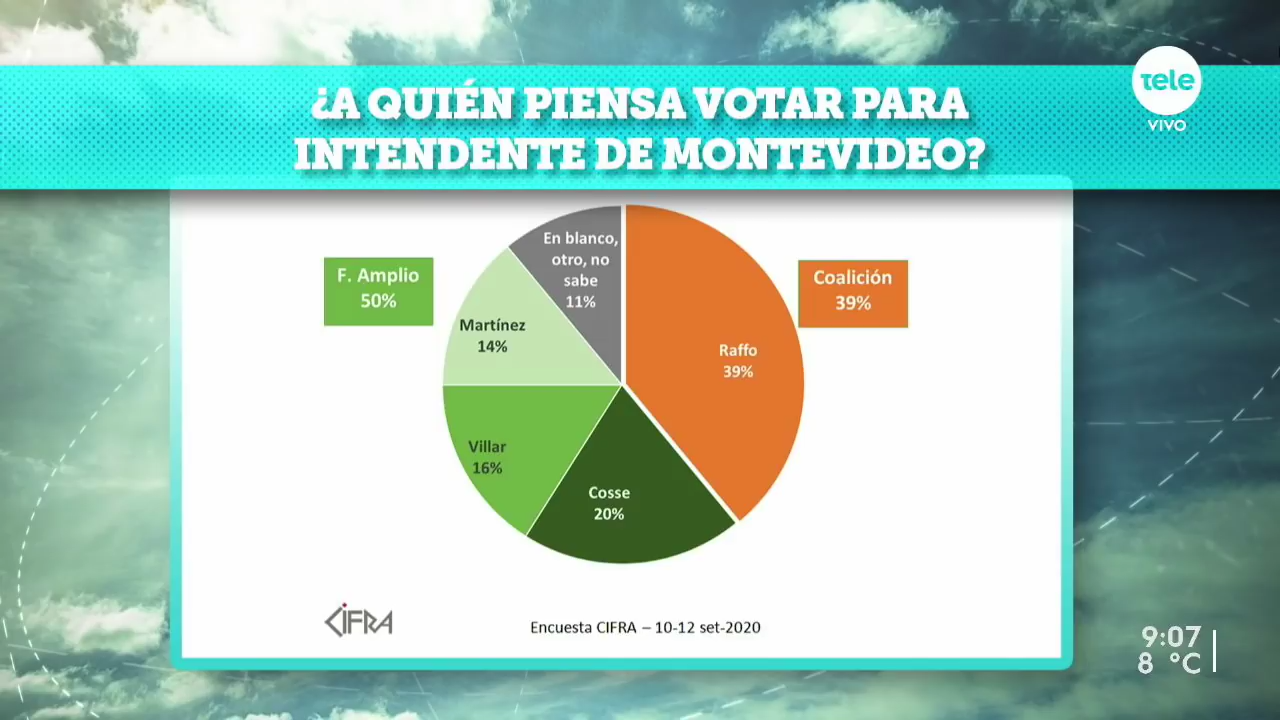 ¿A QUIÉN PIENSA VOTAR PARA
INTENDENTE DE MONTEVIDEO?
tele
VIVO
F. Amplio
50%
En blanco,
otro, no
sabe
11%
Coalición
39%
Martínez
14%
Raffo
39%
Villar
16%
Cosse
20%
CIFRA
Encuesta CIFRA – 10-12 set-2020
9:07
8 °C